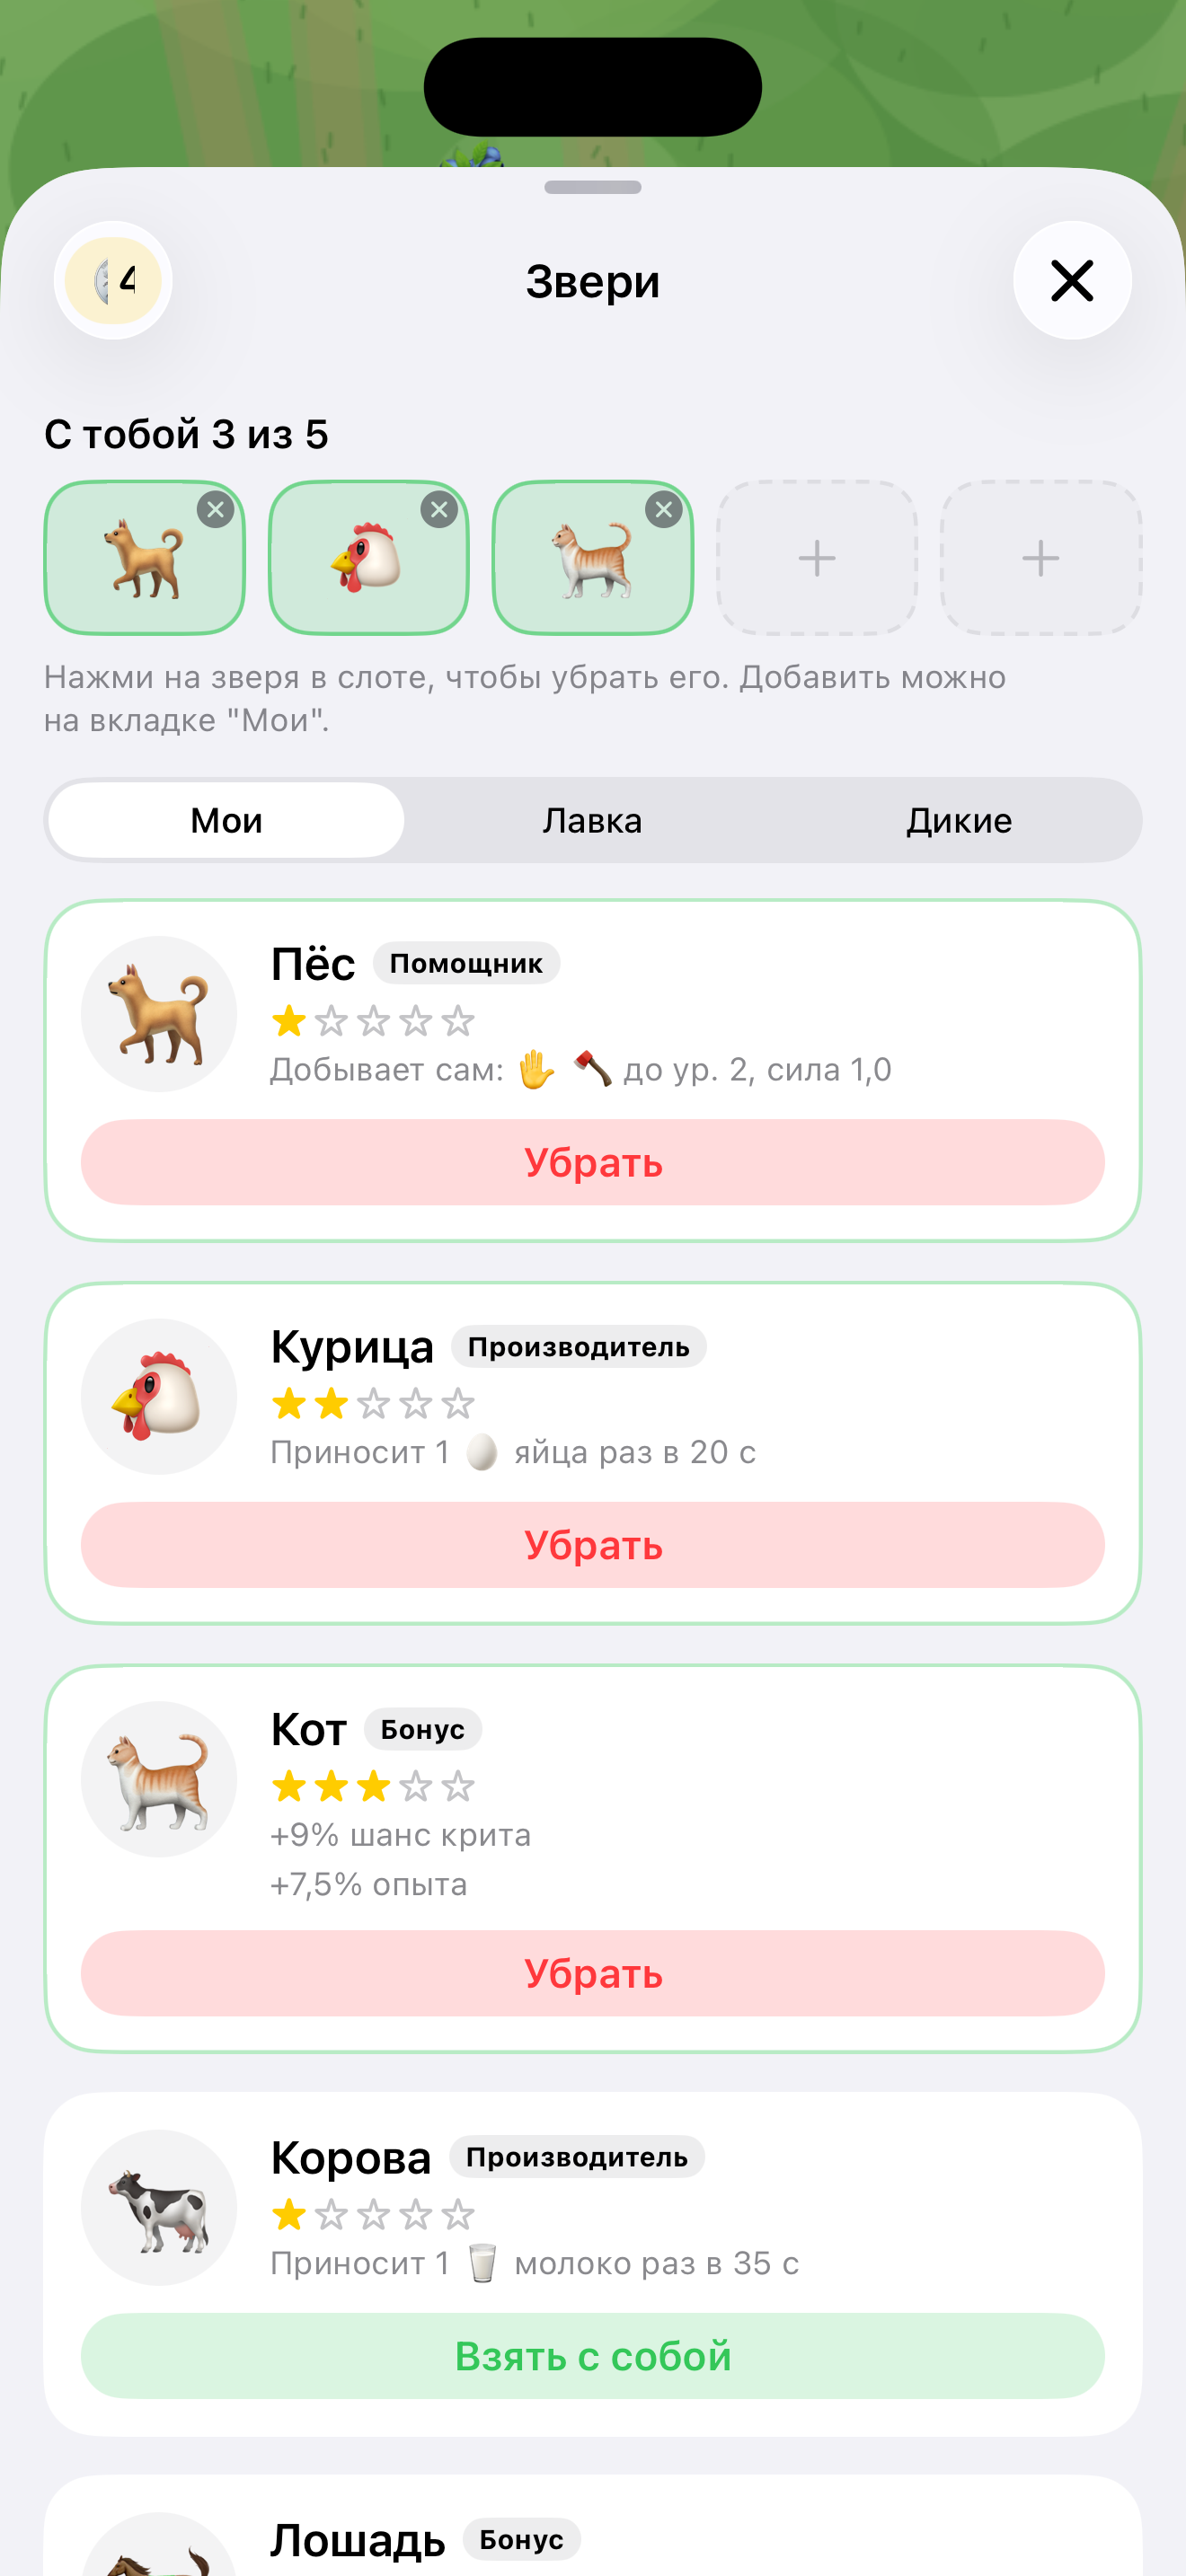 4
Звери
С тобой 3 из 5
Нажми на зверя в слоте, чтобы убрать его. Добавить можно
на вкладке "Мои".
Мои Лавка Дикие
Пёс Помощник
Добывает сам: ✋ 🪓 до ур. 2, сила 1,0
Убрать
Курица Производитель
Приносит 1 🥚 яйца раз в 20 с
Убрать
Кот Бонус
+9% шанс крита
+7,5% опыта
Убрать
Корова Производитель
Приносит 1 🥛 молоко раз в 35 с
Взять с собой
Лошадь Бонус